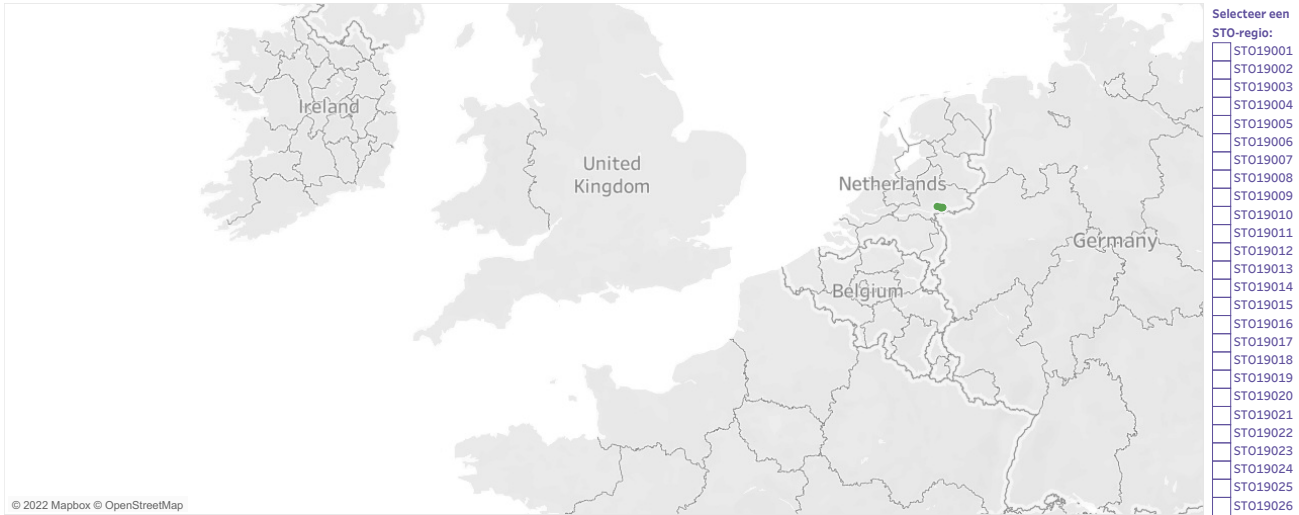 Ireland
United
Kingdom
Netherlands
Germany
Belgium
© 2022 Mapbox © OpenStreetMap
Selecteer een
STO-regio:
STO19001
STO19002
STO19003
STO19004
STO19005
STO19006
STO19007
STO19008
STO19009
STO19010
STO19011
STO19012
STO19013
STO19014
STO19015
STO19016
STO19017
STO19018
STO19019
STO19020
STO19021
STO19022
STO19023
STO19024
STO19025
STO19026